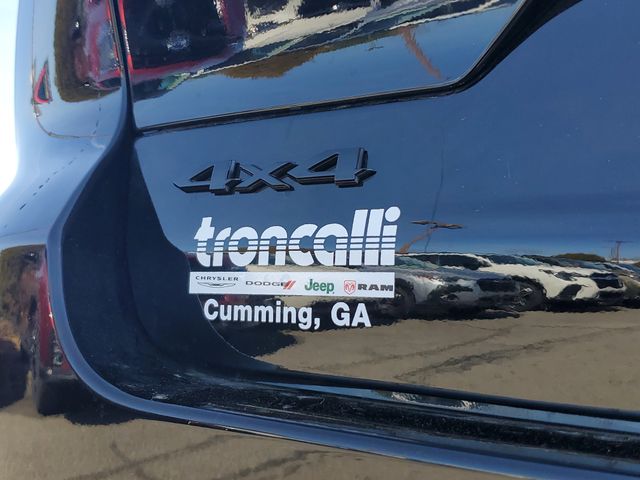 4x4
troncalli
CHRYSLER DODGE Jeep RAM
Cumming, GA